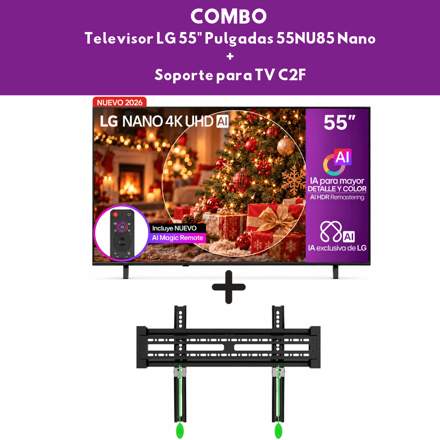 COMBO
Televisor LG 55" Pulgadas 55NU85 Nano
+
Soporte para TV C2F
NUEVO 2026
LG NANO 4K UHD AI
55”
AI
IA para mayor
DETALLE Y COLOR
AI HDR Remastering
AI
IA exclusiva de LG
Incluye NUEVO
AI Magic Remote
+